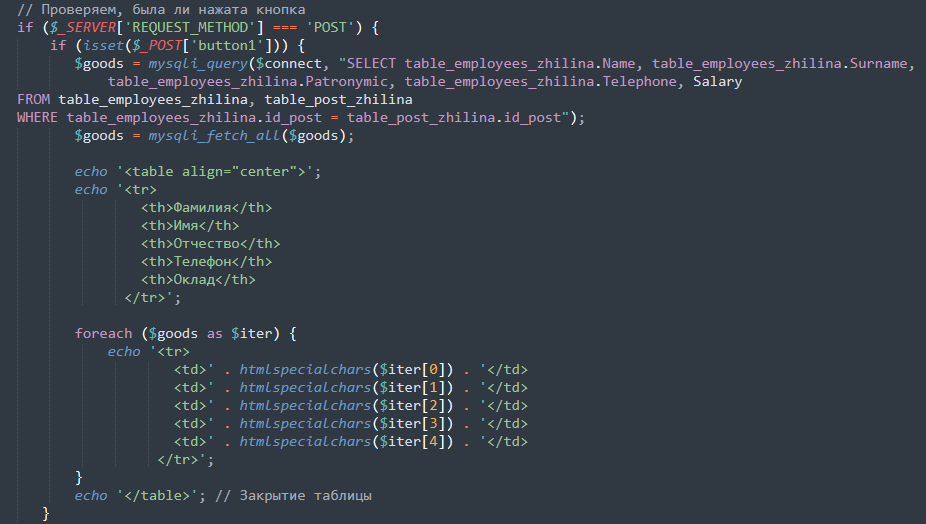 // Проверяем, была ли нажата кнопка
if ($_SERVER['REQUEST_METHOD'] === 'POST') {
    if (isset($_POST['button1'])) {
       $goods = mysqli_query($connect, "SELECT table_employees_zhilina.Name, table_employees_zhilina.Surname,
           table_employees_zhilina.Patronymic, table_employees_zhilina.Telephone, Salary
FROM table_employees_zhilina, table_post_zhilina
WHERE table_employees_zhilina.id_post = table_post_zhilina.id_post");
       $goods = mysqli_fetch_all($goods);

       echo '<table align="center">';
       echo '<tr>
               <th>Фамилия</th>
               <th>Имя</th>
               <th>Отчество</th>
               <th>Телефон</th>
               <th>Оклад</th>
             </tr>';

       foreach ($goods as $iter) {
           echo '<tr>
                   <td>' . htmlspecialchars($iter[0]) . '</td>
                   <td>' . htmlspecialchars($iter[1]) . '</td>
                   <td>' . htmlspecialchars($iter[2]) . '</td>
                   <td>' . htmlspecialchars($iter[3]) . '</td>
                   <td>' . htmlspecialchars($iter[4]) . '</td>
                 </tr>';
       }
       echo '</table>'; // Закрытие таблицы
   }